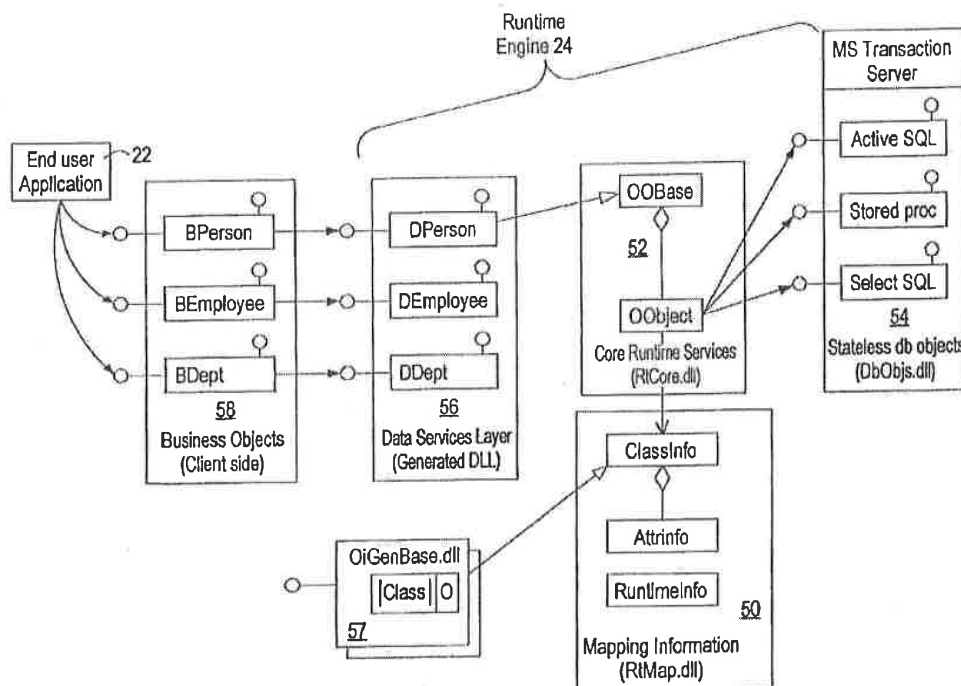 Runtime
Engine 24
MS Transaction
Server
Active SQL
Stored proc
Select SQL
54
Stateless db objects
(DbObjs.dll)
End user
Application
22
BPerson
BEmployee
BDept
58
Business Objects
(Client side)
DPerson
DEmployee
DDept
56
Data Services Layer
(Generated DLL)
OOBase
52
OObject
Core Runtime Services
(RtCore.dll)
ClassInfo
AttrInfo
RuntimeInfo
50
Mapping Information
(RtMap.dll)
OiGenBase.dll
|Class| O
57